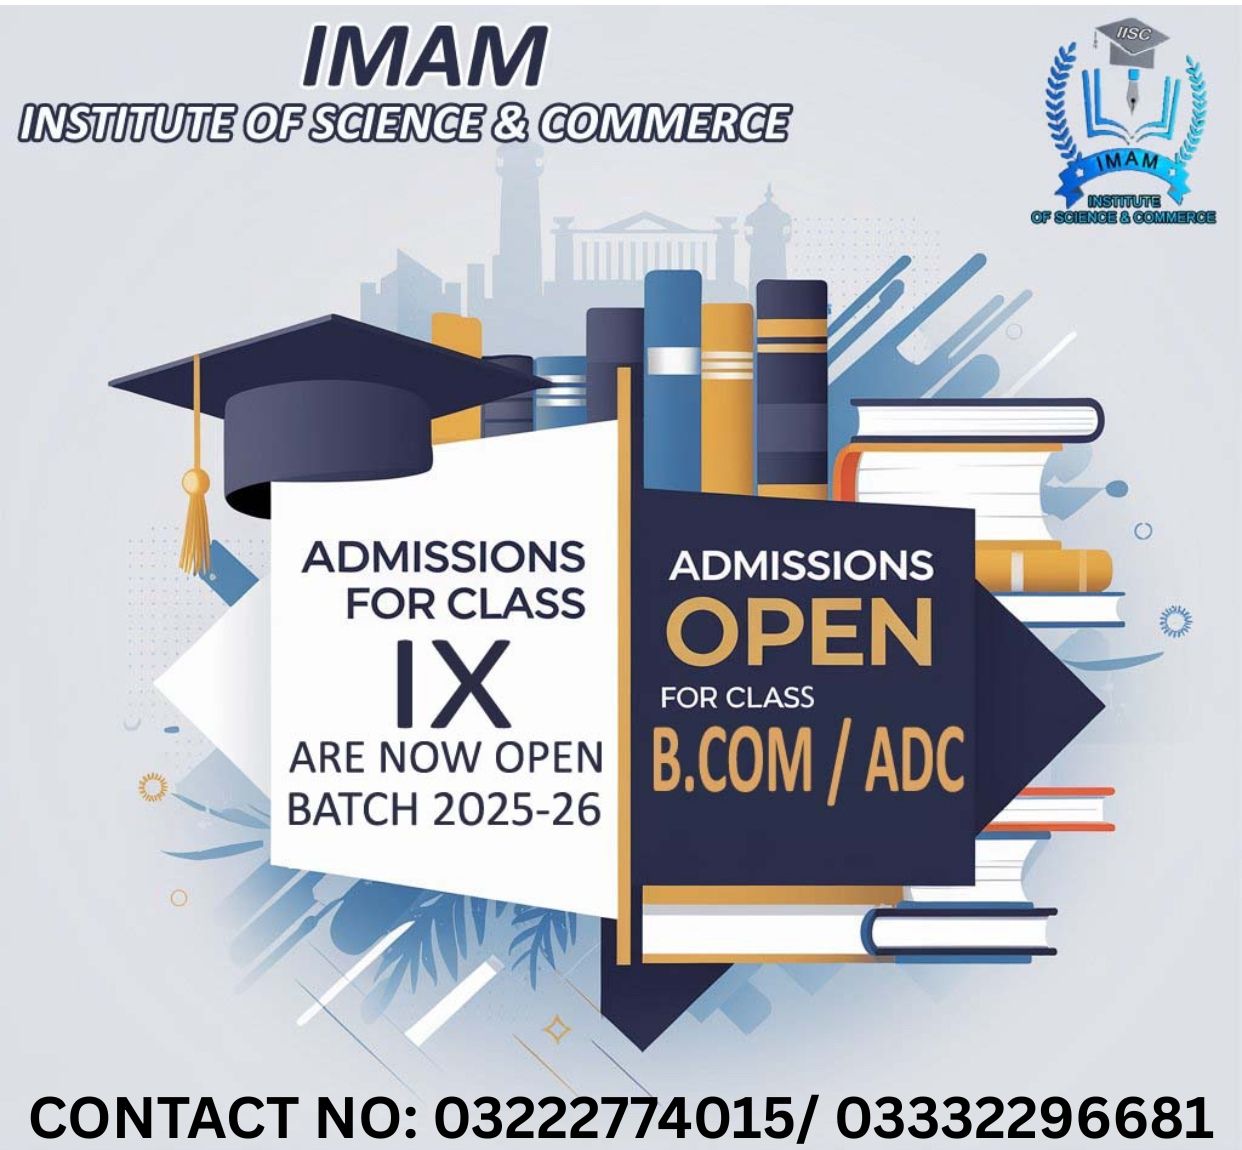 IMAM
INSTITUTE OF SCIENCE & COMMERCE
IISC
IMAM
INSTITUTE
OF SCIENCE & COMMERCE
ADMISSIONS
FOR CLASS
IX
ARE NOW OPEN
BATCH 2025-26
ADMISSIONS
OPEN
FOR CLASS
B.COM / ADC
CONTACT NO: 03222774015/ 03332296681